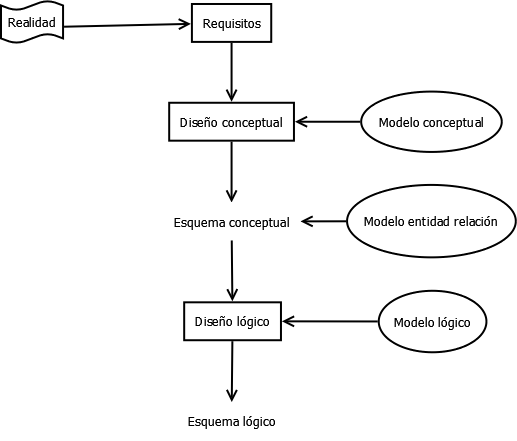 Realidad
Requisitos
Diseño conceptual
Modelo conceptual
Esquema conceptual
Modelo entidad relación
Diseño lógico
Modelo lógico
Esquema lógico